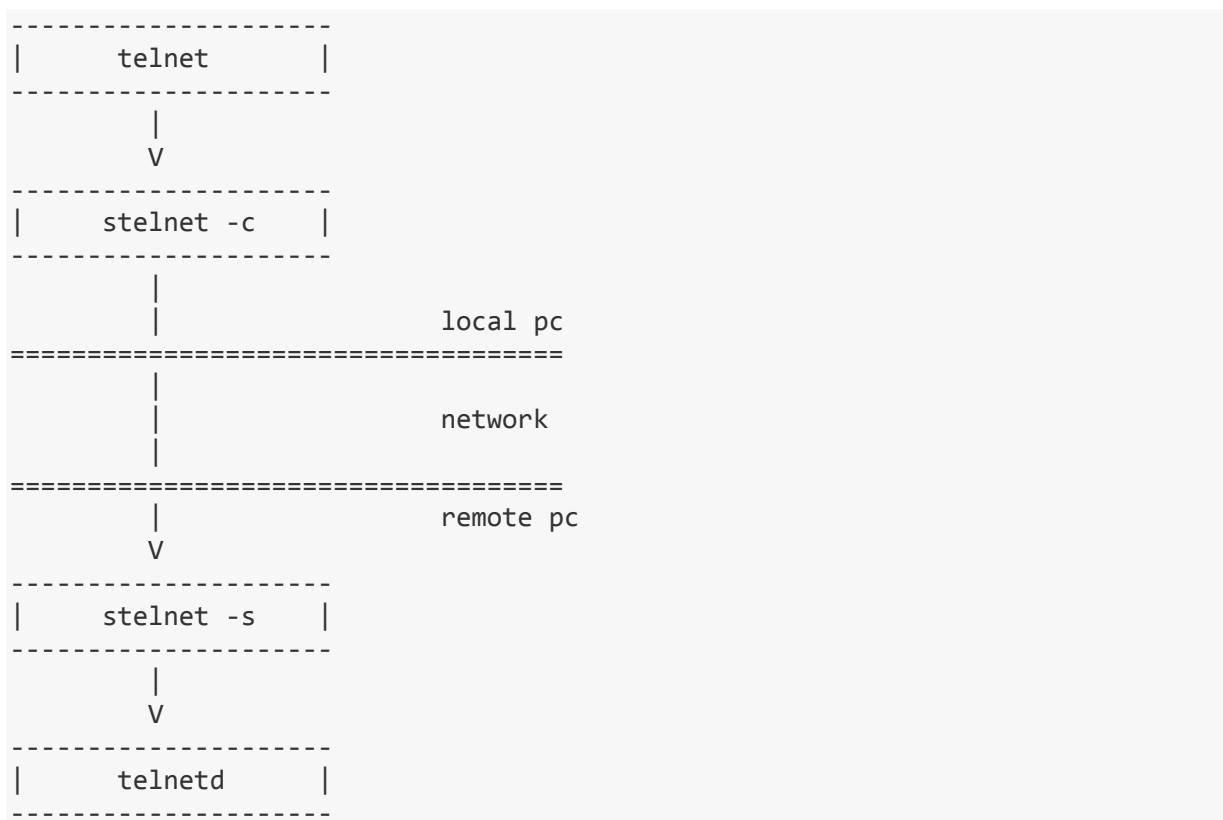 ---------------------
|      telnet       |
---------------------
         |
         V
---------------------
|     stelnet -c    |
---------------------
         |
         |                  local pc
====================================
         |
         |                  network
         |
====================================
         |                  remote pc
         V
---------------------
|     stelnet -s    |
---------------------
         |
         V
---------------------
|      telnetd      |
---------------------